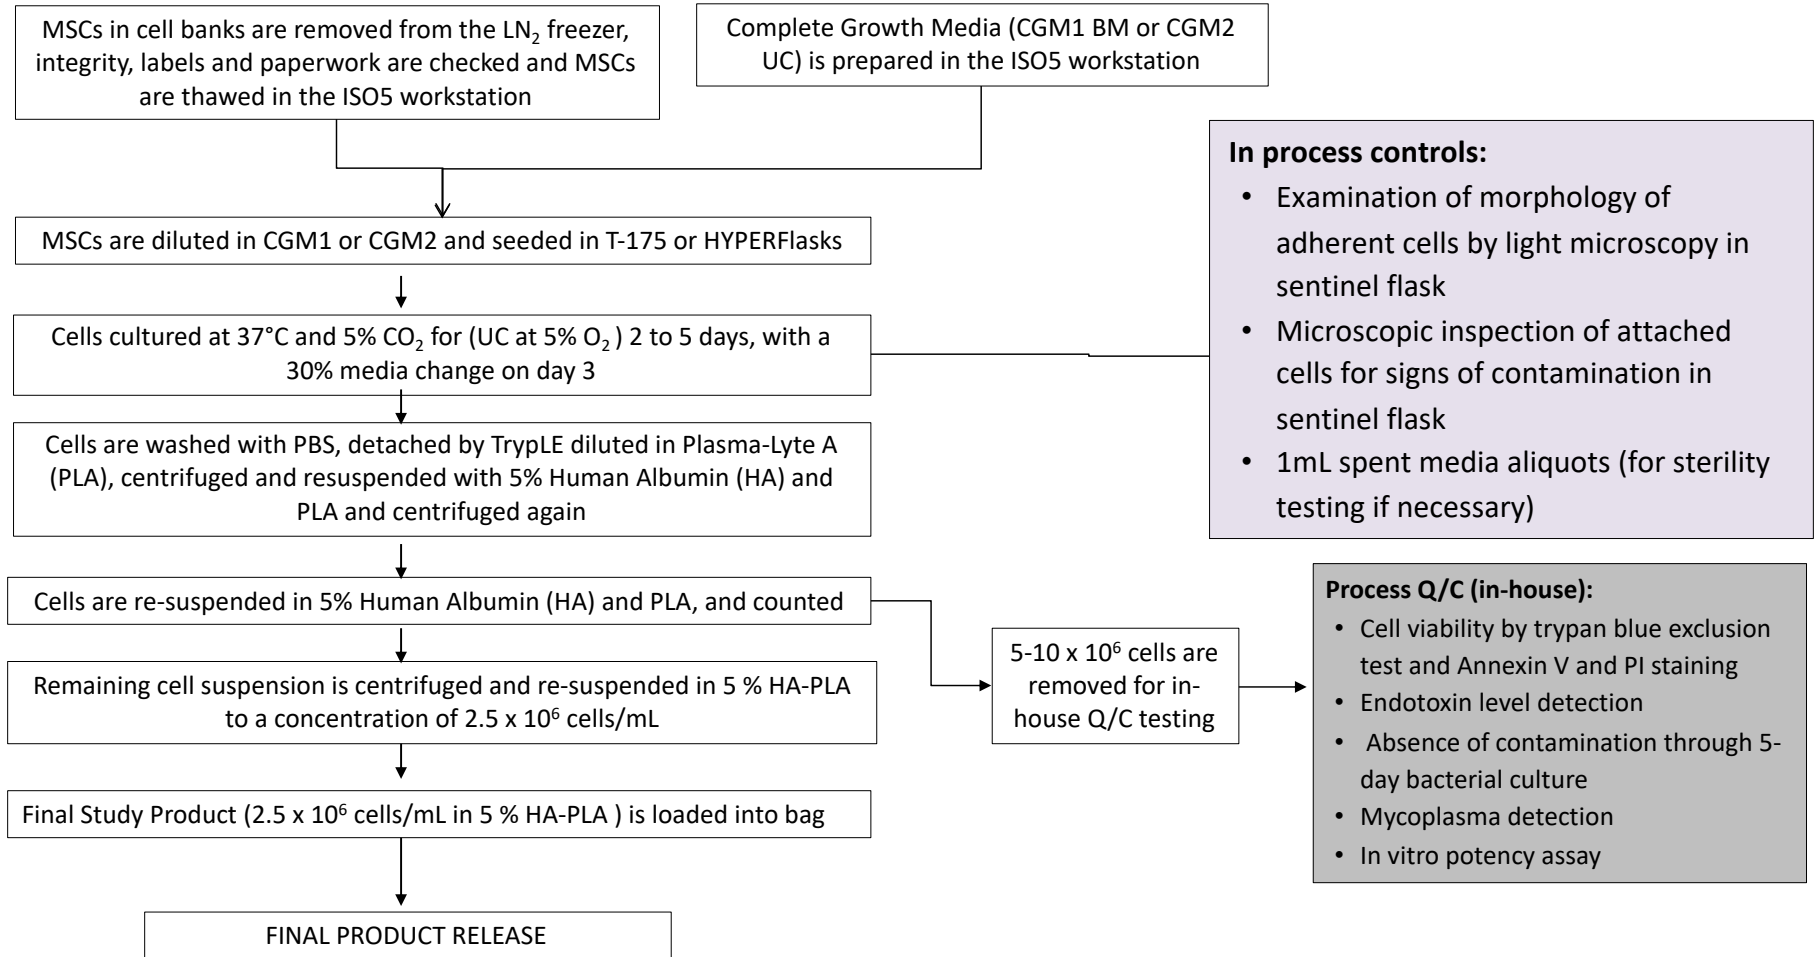 MSCs in cell banks are removed from the LN₂ freezer,
integrity, labels and paperwork are checked and MSCs
are thawed in the ISO5 workstation
Complete Growth Media (CGM1 BM or CGM2
UC) is prepared in the ISO5 workstation
MSCs are diluted in CGM1 or CGM2 and seeded in T-175 or HYPERFlasks
Cells cultured at 37°C and 5% CO₂ for (UC at 5% O₂ ) 2 to 5 days, with a
30% media change on day 3
In process controls:
• Examination of morphology of
adherent cells by light microscopy in
sentinel flask
• Microscopic inspection of attached
cells for signs of contamination in
sentinel flask
• 1mL spent media aliquots (for sterility
testing if necessary)
Cells are washed with PBS, detached by TrypLE diluted in Plasma-Lyte A
(PLA), centrifuged and resuspended with 5% Human Albumin (HA) and
PLA and centrifuged again
Cells are re-suspended in 5% Human Albumin (HA) and PLA, and counted
5-10 x 10⁶ cells are
removed for in-
house Q/C testing
Process Q/C (in-house):
• Cell viability by trypan blue exclusion
test and Annexin V and PI staining
• Endotoxin level detection
• Absence of contamination through 5-
day bacterial culture
• Mycoplasma detection
• In vitro potency assay
Remaining cell suspension is centrifuged and re-suspended in 5 % HA-PLA
to a concentration of 2.5 x 10⁶ cells/mL
Final Study Product (2.5 x 10⁶ cells/mL in 5 % HA-PLA ) is loaded into bag
FINAL PRODUCT RELEASE